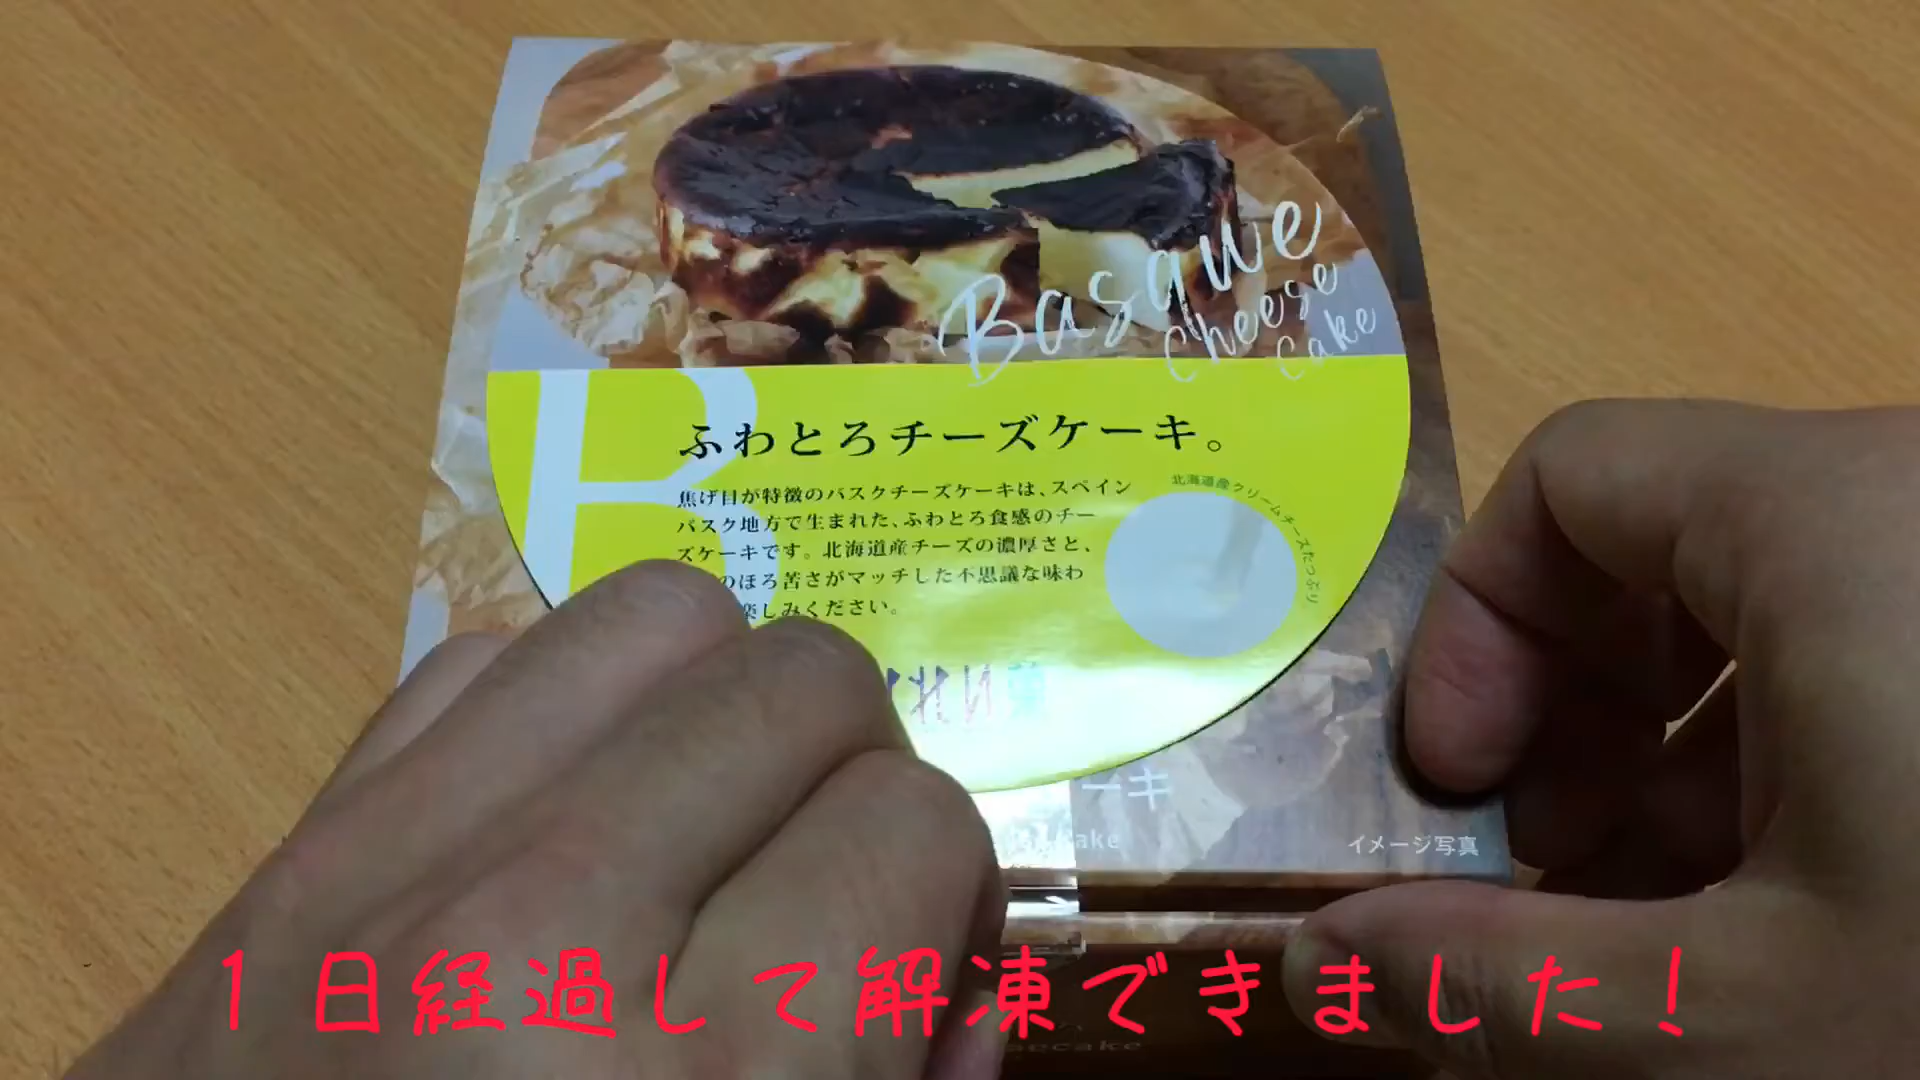 Basque
Cheese
Cake
B
ふわとろチーズケーキ。
焦げ目が特徴のバスクチーズケーキは、スペイン
バスク地方で生まれた、ふわとろ食感のチー
ズケーキです。北海道産チーズの濃厚さと、
のほろ苦さがマッチした不思議な味わ
楽しみください。
北海道産クリームチーズたっぷり
ーキ
ake
イメージ写真
1日経過して解凍できました!
ecake